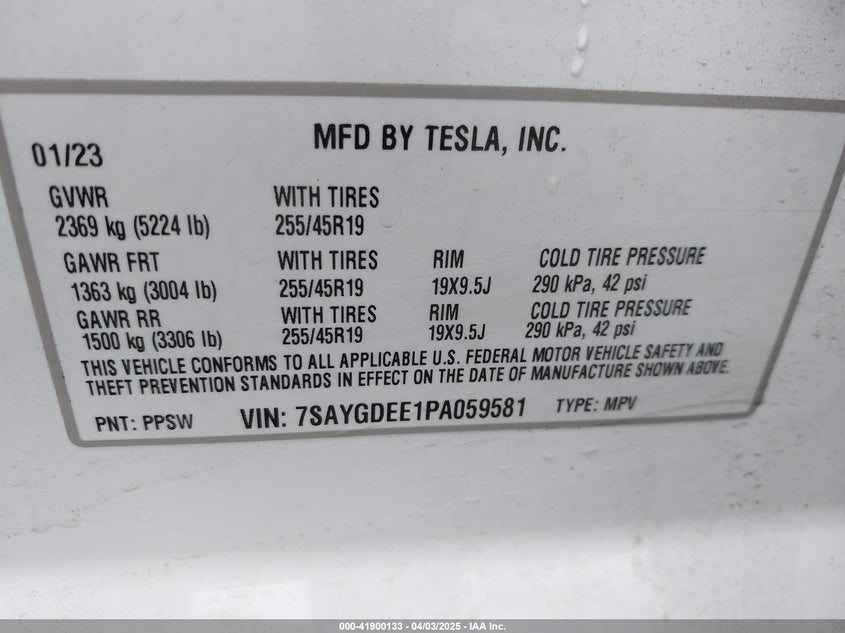 MFD BY TESLA, INC.
01/23
GVWR WITH TIRES
2369 kg (5224 lb) 255/45R19
GAWR FRT WITH TIRES RIM COLD TIRE PRESSURE
1363 kg (3004 lb) 255/45R19 19X9.5J 290 kPa, 42 psi
GAWR RR WITH TIRES RIM COLD TIRE PRESSURE
1500 kg (3306 lb) 255/45R19 19X9.5J 290 kPa, 42 psi
THIS VEHICLE CONFORMS TO ALL APPLICABLE U.S. FEDERAL MOTOR VEHICLE SAFETY AND
THEFT PREVENTION STANDARDS IN EFFECT ON THE DATE OF MANUFACTURE SHOWN ABOVE.
PNT: PPSW VIN: 7SAYGDEE1PA059581 TYPE: MPV
000-41900133 - 04/03/2025 - IAA Inc.